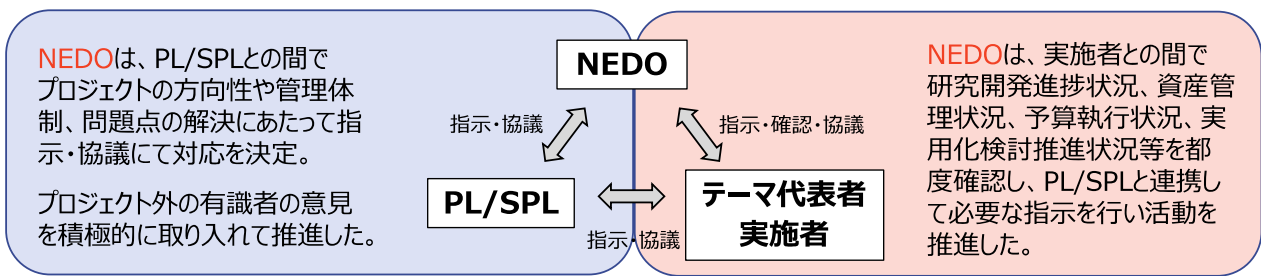 NEDOは、PL/SPLとの間で
プロジェクトの方向性や管理体
制、問題点の解決にあたって指
示・協議にて対応を決定。
プロジェクト外の有識者の意見
を積極的に取り入れて推進した。
NEDO
指示・協議
指示・確認・協議
PL/SPL
テーマ代表者
実施者
指示・協議
NEDOは、実施者との間で
研究開発進捗状況、資産管
理状況、予算執行状況、実
用化検討推進状況等を都
度確認し、PL/SPLと連携し
て必要な指示を行い活動を
推進した。